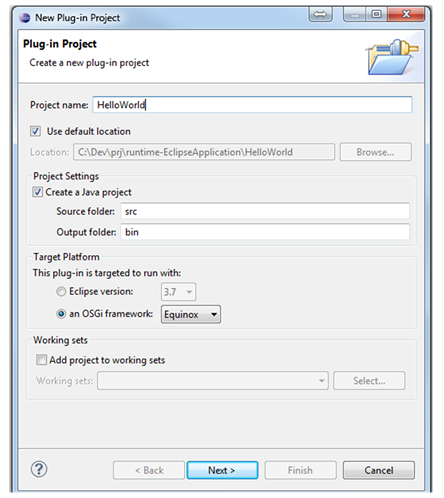 New Plug-in Project
Plug-in Project
Create a new plug-in project
Project name: HelloWorld
Use default location
Location: C:\Dev\prj\runtime-EclipseApplication\HelloWorld Browse...
Project Settings
Create a Java project
Source folder: src
Output folder: bin
Target Platform
This plug-in is targeted to run with:
Eclipse version: 3.7
an OSGi framework: Equinox
Working sets
Add project to working sets
Working sets: Select...
? < Back Next > Finish Cancel